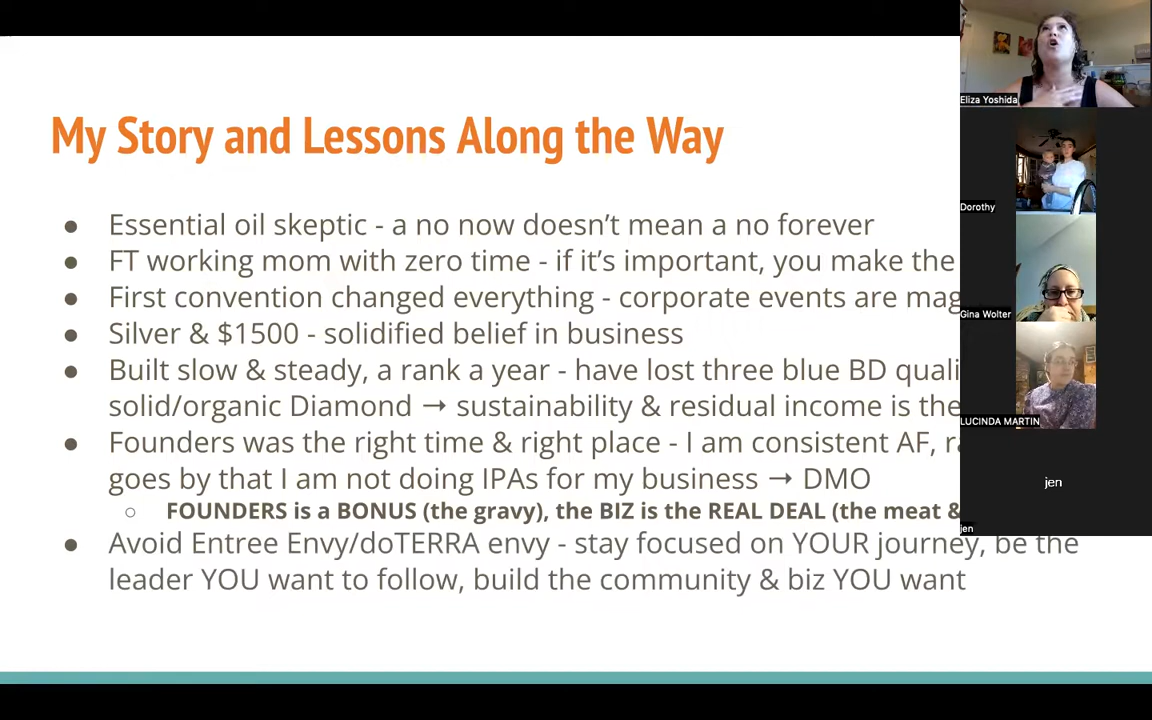 My Story and Lessons Along the Way
● Essential oil skeptic - a no now doesn't mean a no forever
● FT working mom with zero time - if it's important, you make the
● First convention changed everything - corporate events are mag
● Silver & $1500 - solidified belief in business
● Built slow & steady, a rank a year - have lost three blue BD quali
solid/organic Diamond → sustainability & residual income is the
● Founders was the right time & right place - I am consistent AF, ra
goes by that I am not doing IPAs for my business → DMO
○ FOUNDERS is a BONUS (the gravy), the BIZ is the REAL DEAL (the meat &
● Avoid Entree Envy/doTERRA envy - stay focused on YOUR journey, be the
leader YOU want to follow, build the community & biz YOU want
Eliza Yoshida
Dorothy
Gina Wolter
LUCINDA MARTIN
jen
jen